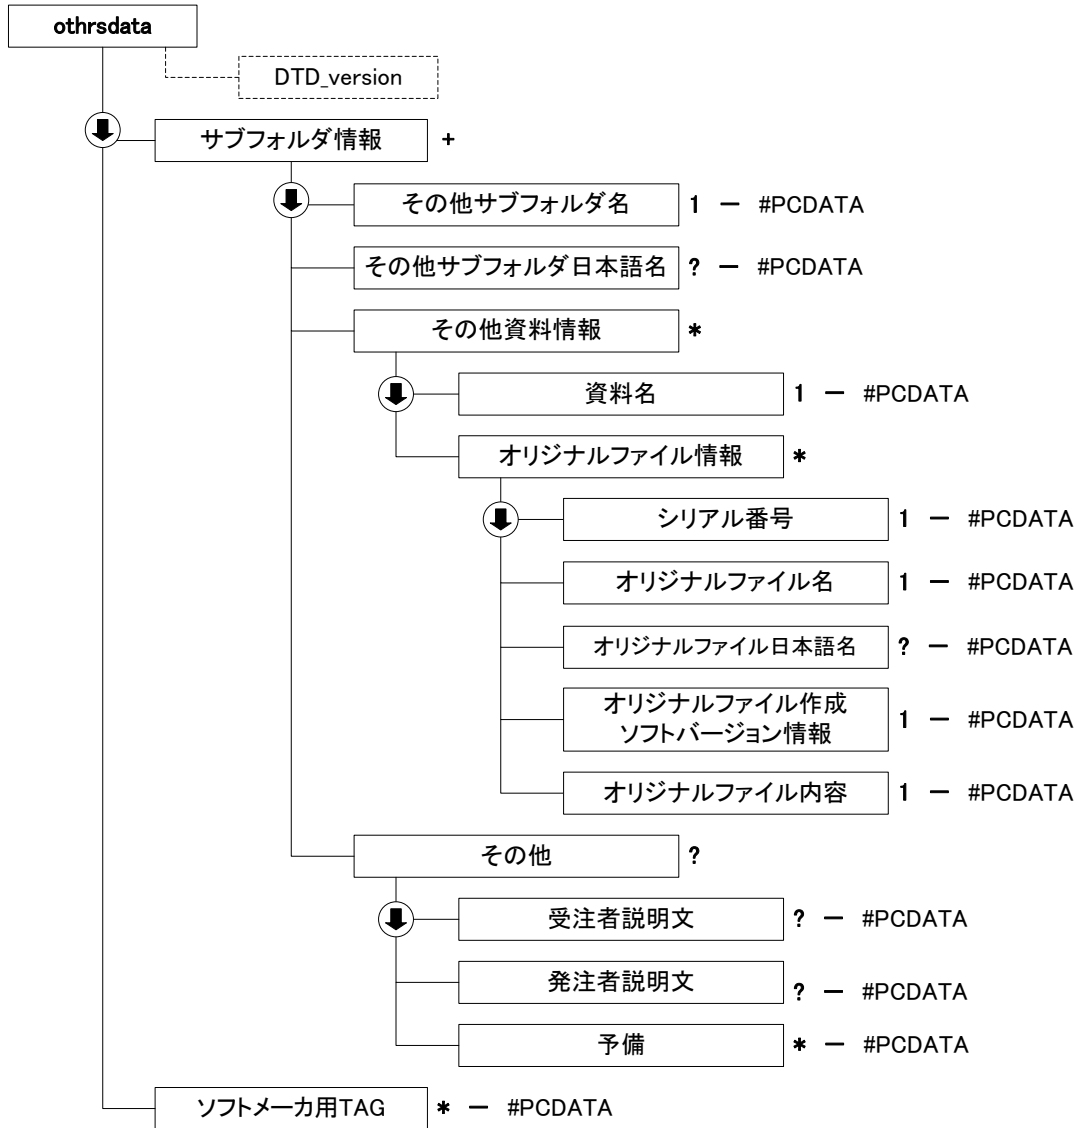 othrsdata
DTD_version
サブフォルダ情報 +
その他サブフォルダ名 1 ー #PCDATA
その他サブフォルダ日本語名 ? ー #PCDATA
その他資料情報 *
資料名 1 ー #PCDATA
オリジナルファイル情報 *
シリアル番号 1 ー #PCDATA
オリジナルファイル名 1 ー #PCDATA
オリジナルファイル日本語名 ? ー #PCDATA
オリジナルファイル作成
ソフトバージョン情報 1 ー #PCDATA
オリジナルファイル内容 1 ー #PCDATA
その他 ?
受注者説明文 ? ー #PCDATA
発注者説明文 ? ー #PCDATA
予備 * ー #PCDATA
ソフトメーカ用TAG * ー #PCDATA